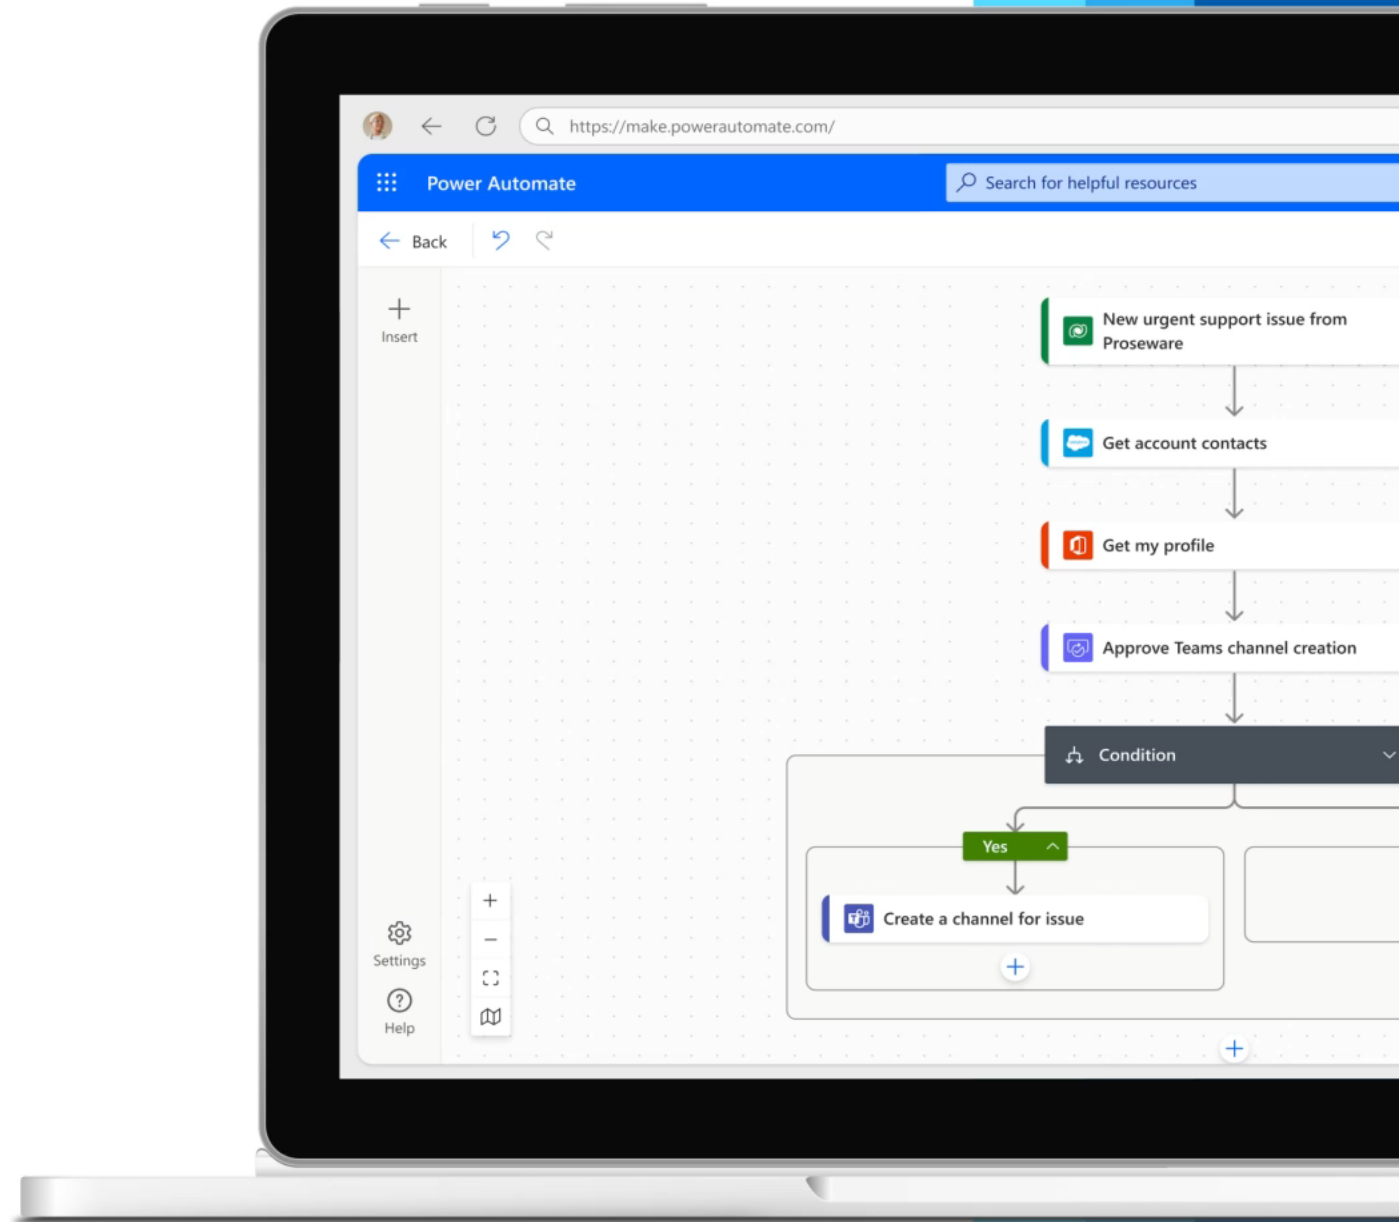 https://make.powerautomate.com/
Power Automate
Search for helpful resources
Back
Insert
New urgent support issue from
Proseware
Get account contacts
Get my profile
Approve Teams channel creation
Condition
Yes
Create a channel for issue
Settings
Help